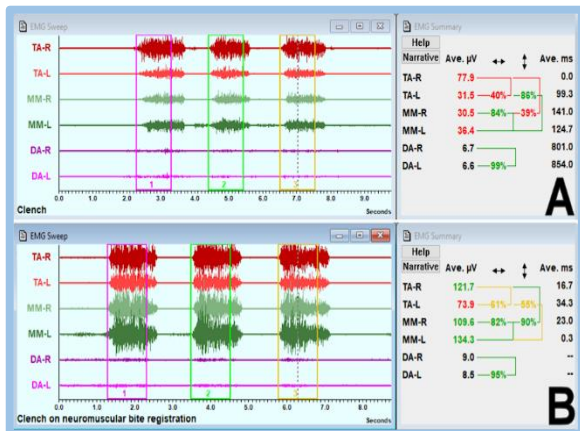 EMG Sweep
TA-R
TA-L
MM-R
MM-L
DA-R
DA-L
1 2 3
0.0 1.0 2.0 3.0 4.0 5.0 6.0 7.0 8.0 9.0
Clench Seconds
EMG Summary
Help
Narrative Ave. µV Ave. ms
TA-R 77.9 0.0
TA-L 31.5 40% 86% 99.3
MM-R 30.5 84% 39% 141.0
MM-L 36.4 124.7
DA-R 6.7 801.0
DA-L 6.6 99% 854.0
A
EMG Sweep
TA-R
TA-L
MM-R
MM-L
DA-R
DA-L
1 2 3
0.0 1.0 2.0 3.0 4.0 5.0 6.0 7.0 8.0
Clench on neuromuscular bite registration Seconds
EMG Summary
Help
Narrative Ave. µV Ave. ms
TA-R 121.7 16.7
TA-L 73.9 61% 34.3
MM-R 109.6 82% 90% 23.0
MM-L 134.3 0.3
DA-R 9.0 --
DA-L 8.5 95% --
B